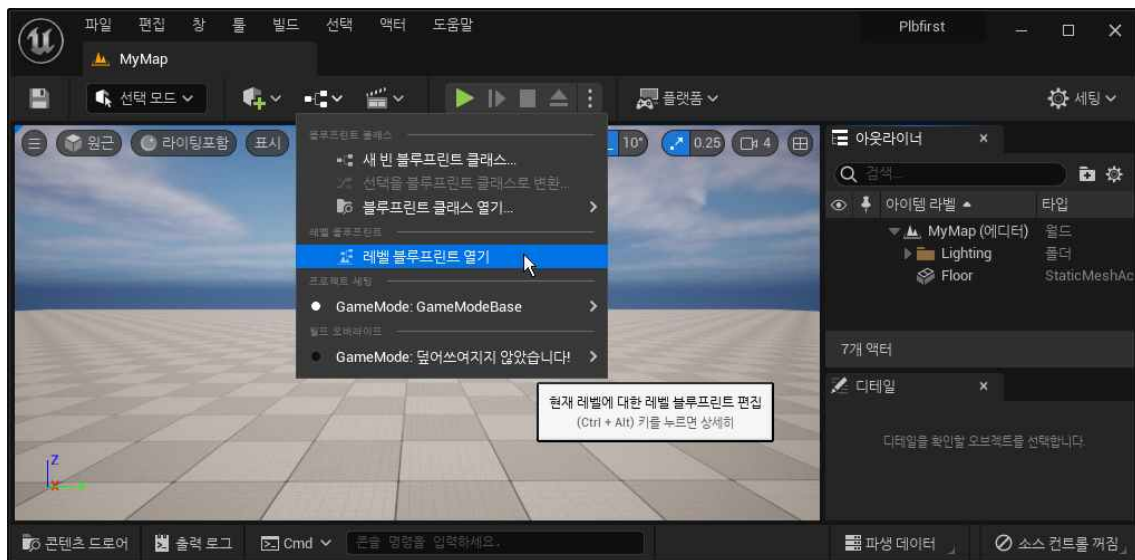 파일 편집 창 툴 빌드 선택 액터 도움말 Plbfirst
MyMap
선택 모드 플랫폼 세팅
원근 라이팅포함 표시 10° 0.25 4
블루프린트 클래스
새 빈 블루프린트 클래스...
선택을 블루프린트 클래스로 변환...
블루프린트 클래스 열기...
레벨 블루프린트
레벨 블루프린트 열기
프로젝트 세팅
GameMode: GameModeBase
월드 오버라이드
GameMode: 덮어쓰여지지 않았습니다!
현재 레벨에 대한 레벨 블루프린트 편집
(Ctrl + Alt) 키를 누르면 상세히
아웃라이너
검색...
아이템 라벨 타입
MyMap (에디터) 월드
Lighting 폴더
Floor StaticMeshAc
7개 액터
디테일
디테일을 확인할 오브젝트를 선택합니다.
Z
X
콘텐츠 드로어 출력 로그 Cmd 콘솔 명령을 입력하세요. 파생 데이터 소스 컨트롤 꺼짐